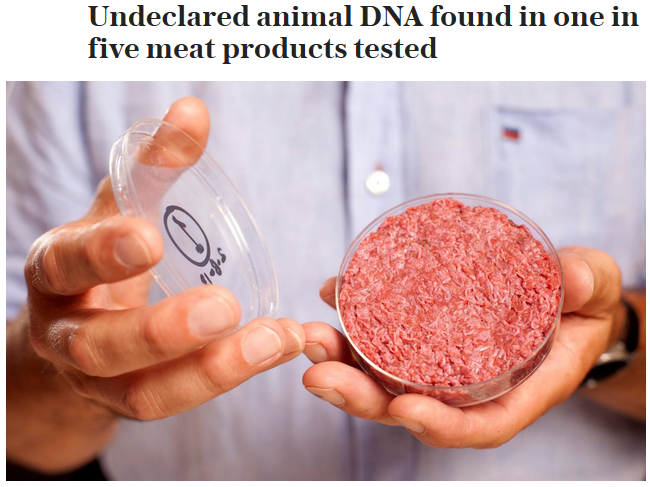 Undeclared animal DNA found in one in
five meat products tested